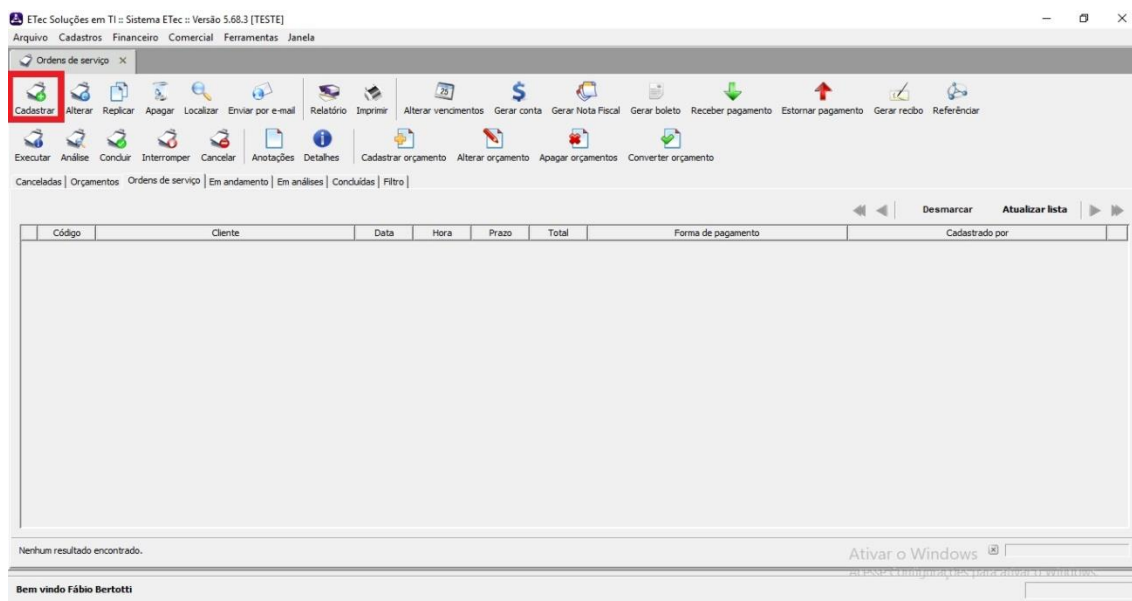 ETec Soluções em TI :: Sistema ETec :: Versão 5.68.3 [TESTE]
Arquivo Cadastros Financeiro Comercial Ferramentas Janela
Ordens de serviço
Cadastrar Alterar Replicar Apagar Localizar Enviar por e-mail Relatório Imprimir Alterar vencimentos Gerar conta Gerar Nota Fiscal Gerar boleto Receber pagamento Estornar pagamento Gerar recibo Referênciar
Executar Análise Concluir Interromper Cancelar Anotações Detalhes Cadastrar orçamento Alterar orçamento Apagar orçamentos Converter orçamento
Canceladas Orçamentos Ordens de serviço Em andamento Em análises Concluídas Filtro
Desmarcar Atualizar lista
Código Cliente Data Hora Prazo Total Forma de pagamento Cadastrado por
Nenhum resultado encontrado.
Ativar o Windows
Acesse Configurações para ativar o Windows.
Bem vindo Fábio Bertotti